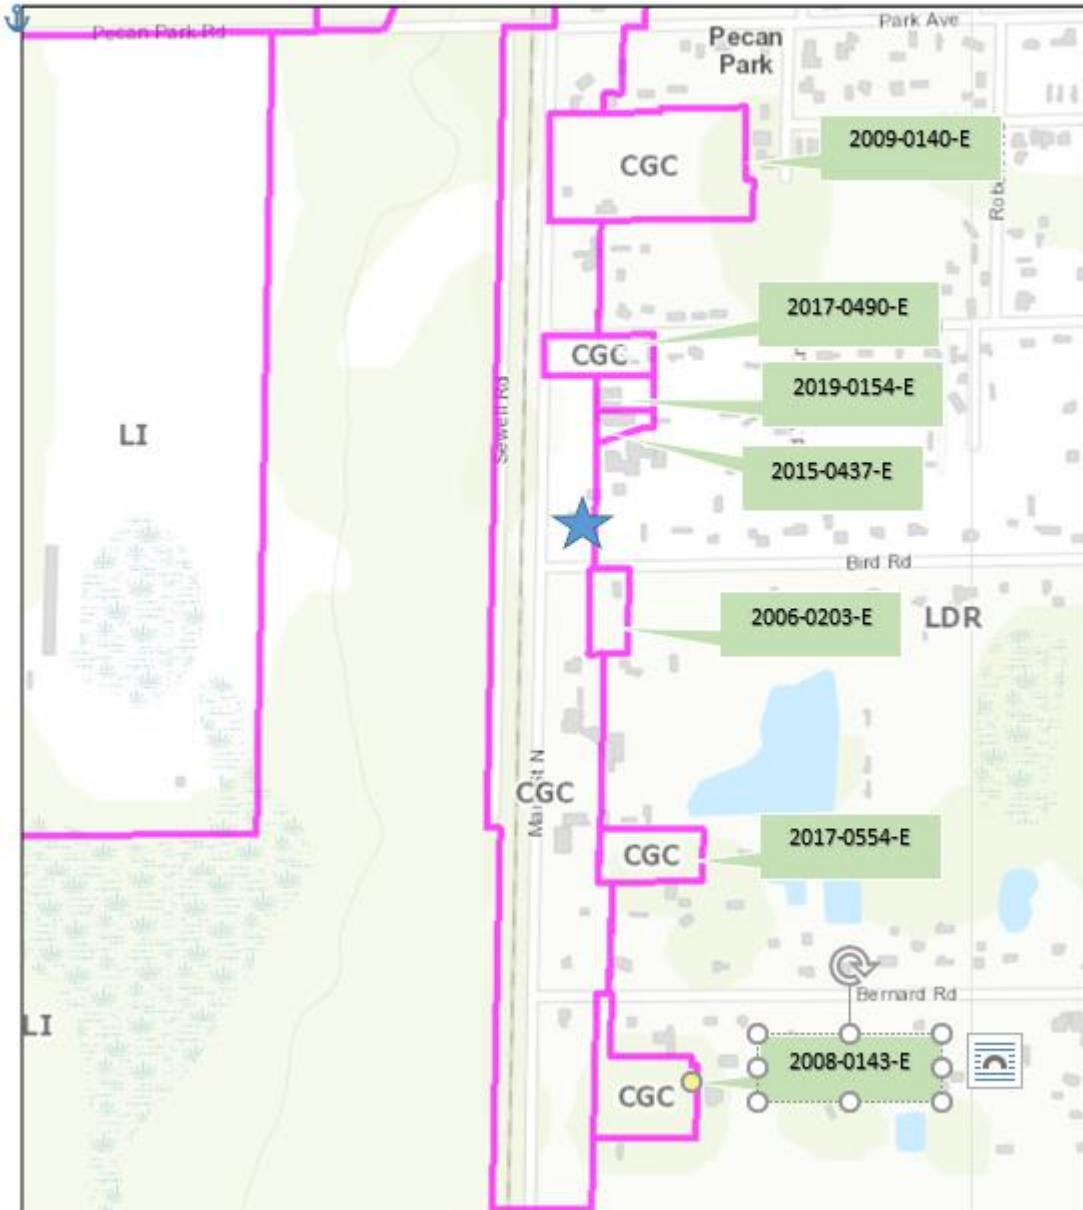 Pecan Park Rd
Park Ave
Pecan
Park
2009-0140-E
CGC
2017-0490-E
CGC
2019-0154-E
Sewell Rd
LI
2015-0437-E
Bird Rd
2006-0203-E
LDR
CGC
2017-0554-E
CGC
Bernard Rd
LI
2008-0143-E
CGC